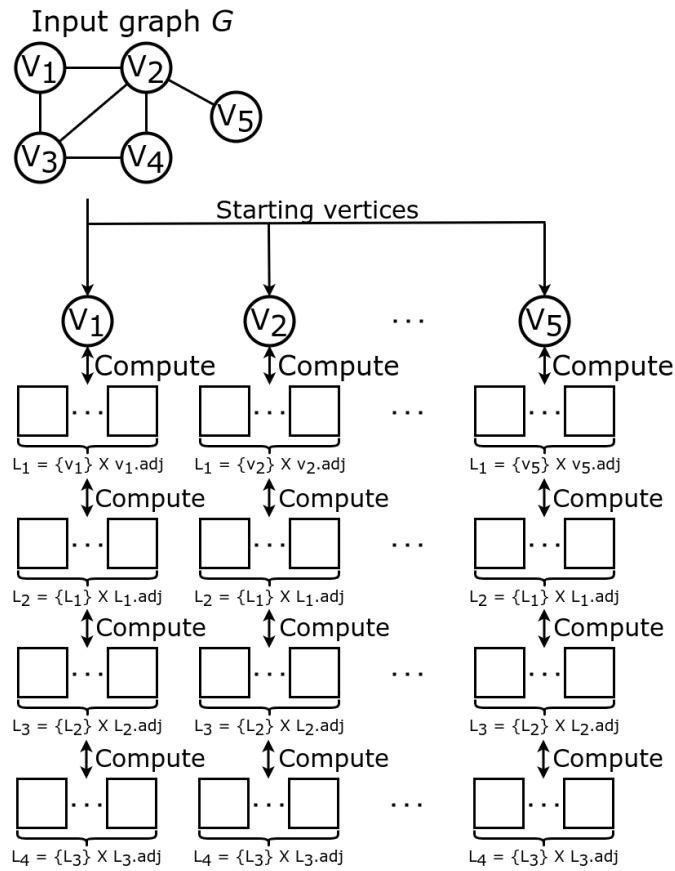 Input graph G
V1 V2
V5
V3 V4
Starting vertices
V1 V2 ... V5
Compute Compute Compute
... ... ... ...
L1 = {v1} X v1.adj L1 = {v2} X v2.adj L1 = {v5} X v5.adj
Compute Compute Compute
... ... ... ...
L2 = {L1} X L1.adj L2 = {L1} X L1.adj L2 = {L1} X L1.adj
Compute Compute Compute
... ... ... ...
L3 = {L2} X L2.adj L3 = {L2} X L2.adj L3 = {L2} X L2.adj
Compute Compute Compute
... ... ... ...
L4 = {L3} X L3.adj L4 = {L3} X L3.adj L4 = {L3} X L3.adj